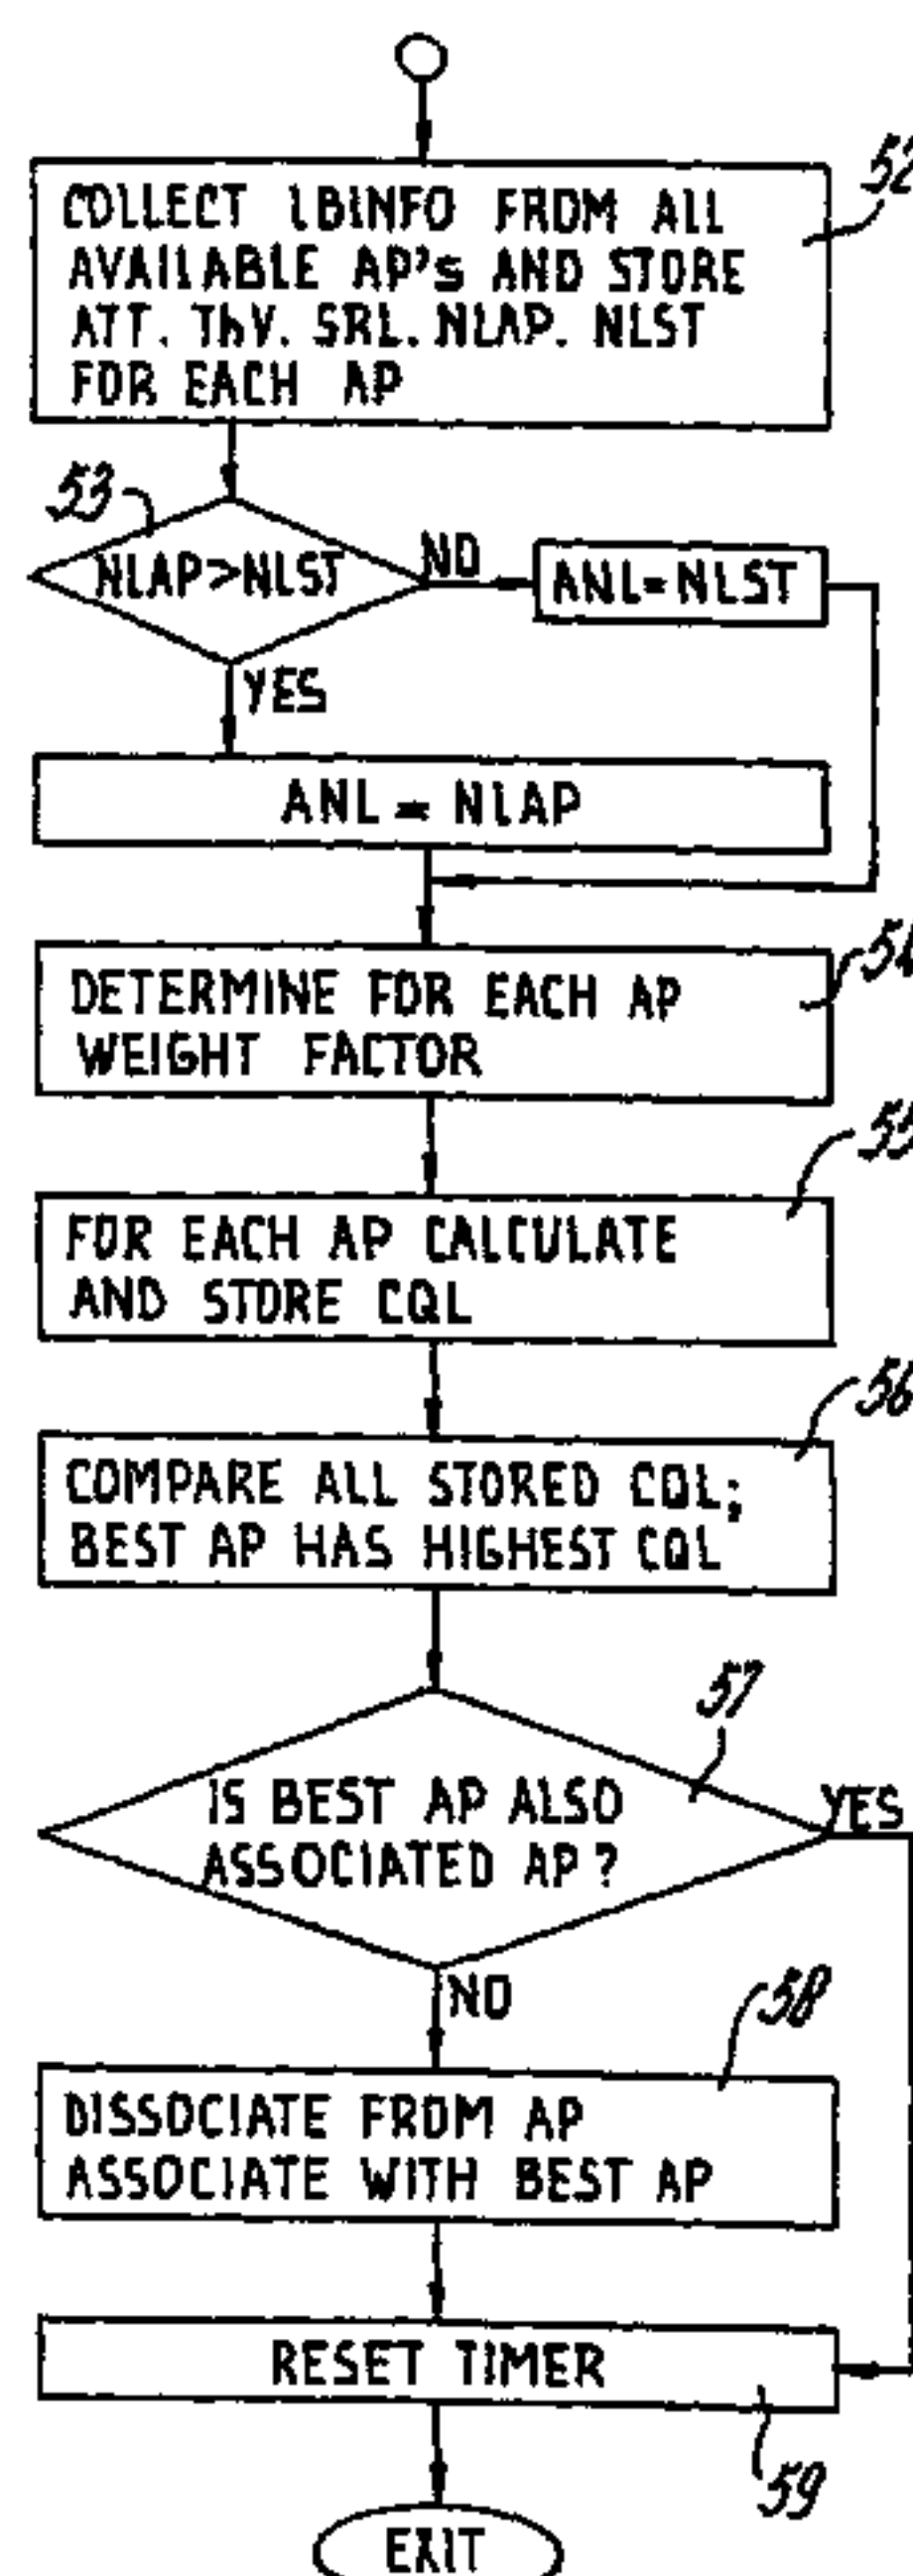 52
COLLECT LBINFO FROM ALL
AVAILABLE AP's AND STORE
ATT. ThV. SRL. NLAP. NLST
FOR EACH AP
53
NLAP>NLST
NO
ANL=NLST
YES
ANL = NLAP
54
DETERMINE FOR EACH AP
WEIGHT FACTOR
55
FOR EACH AP CALCULATE
AND STORE CQL
56
COMPARE ALL STORED CQL;
BEST AP HAS HIGHEST CQL
57
IS BEST AP ALSO
ASSOCIATED AP?
YES
NO
58
DISSOCIATE FROM AP
ASSOCIATE WITH BEST AP
RESET TIMER
59
EXIT